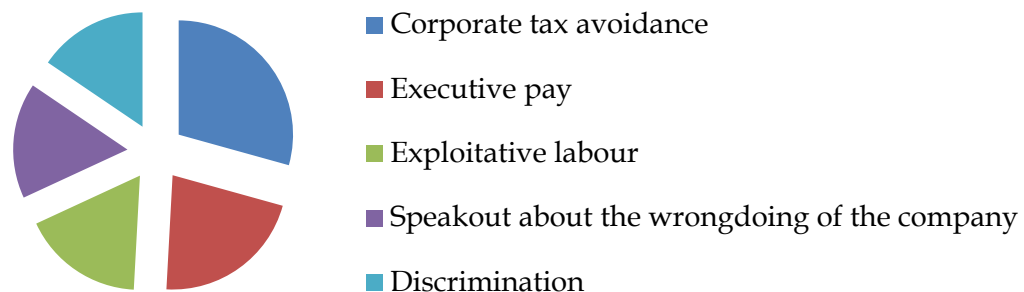 Corporate tax avoidance
Executive pay
Exploitative labour
Speakout about the wrongdoing of the company
Discrimination